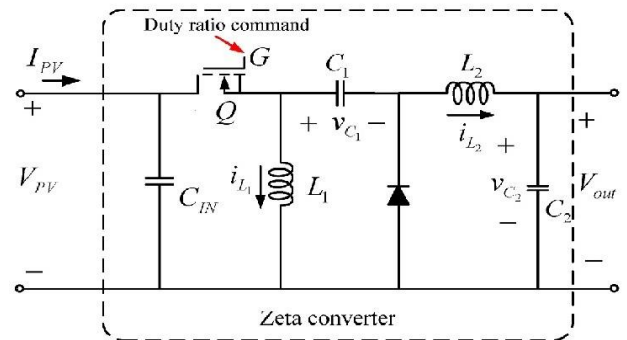 Duty ratio command
I_PV
G
C_1
L_2
+
Q
+ v_C1 −
i_L2
+
+
V_PV
C_IN
i_L1
L_1
v_C2
C_2
V_out
−
−
−
Zeta converter